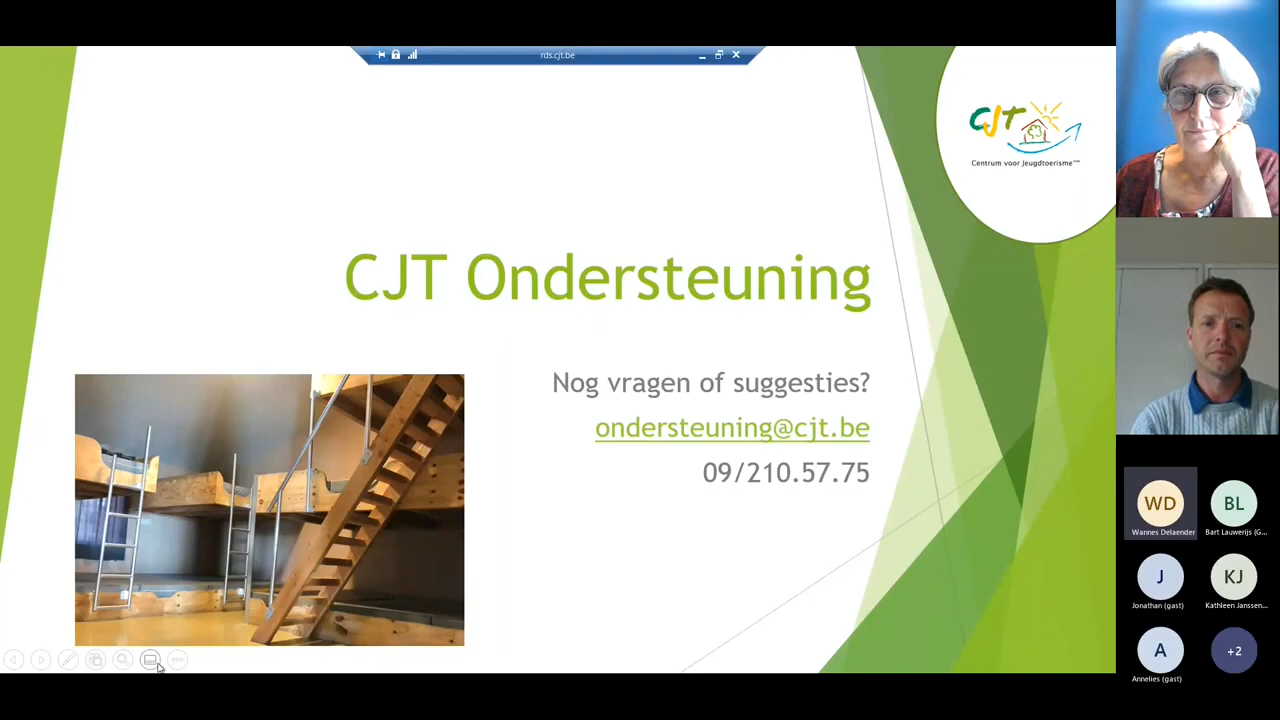 rds.cjt.be
CJT
Centrum voor Jeugdtoerisme vzw
CJT Ondersteuning
Nog vragen of suggesties?
ondersteuning@cjt.be
09/210.57.75
WD
Wannes Delaender
BL
Bart Lauwerijs (G...
J
Jonathan (gast)
KJ
Kathleen Janssen...
A
Annelies (gast)
+2